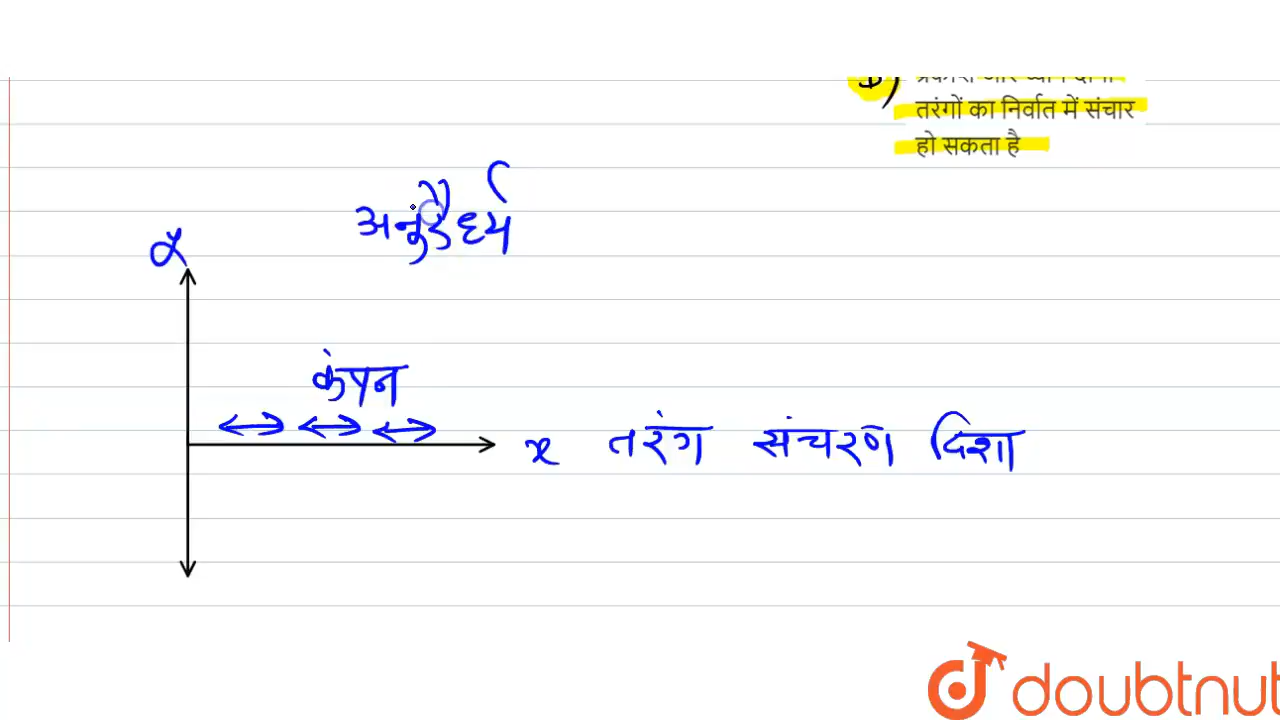 D)
तरंगों का निर्वात में संचार
हो सकता है
अनुदैर्ध्य
कंपन
x तरंग संचरण दिशा
doubtnut